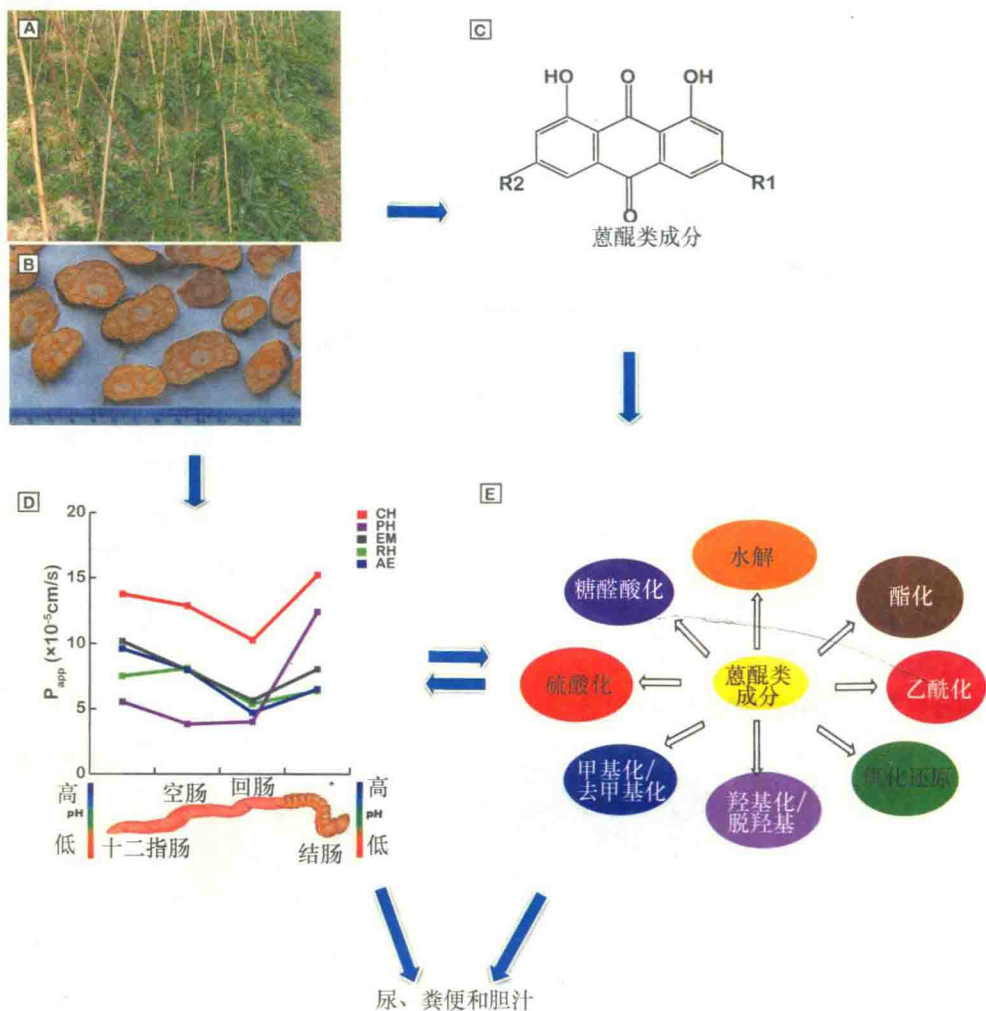 A
B
C
HO
O
OH
R2
R1
O
蒽醌类成分
D
20
15
10
5
0
Papp (×10⁻⁵cm/s)
CH
PH
EM
RH
AE
高
pH
低
十二指肠
空肠
回肠
*
结肠
高
pH
低
E
水解
糖醛酸化
酯化
硫酸化
蒽醌类
成分
乙酰化
甲基化/
去甲基化
羟基化/
脱羟基
氧化还原
尿、粪便和胆汁